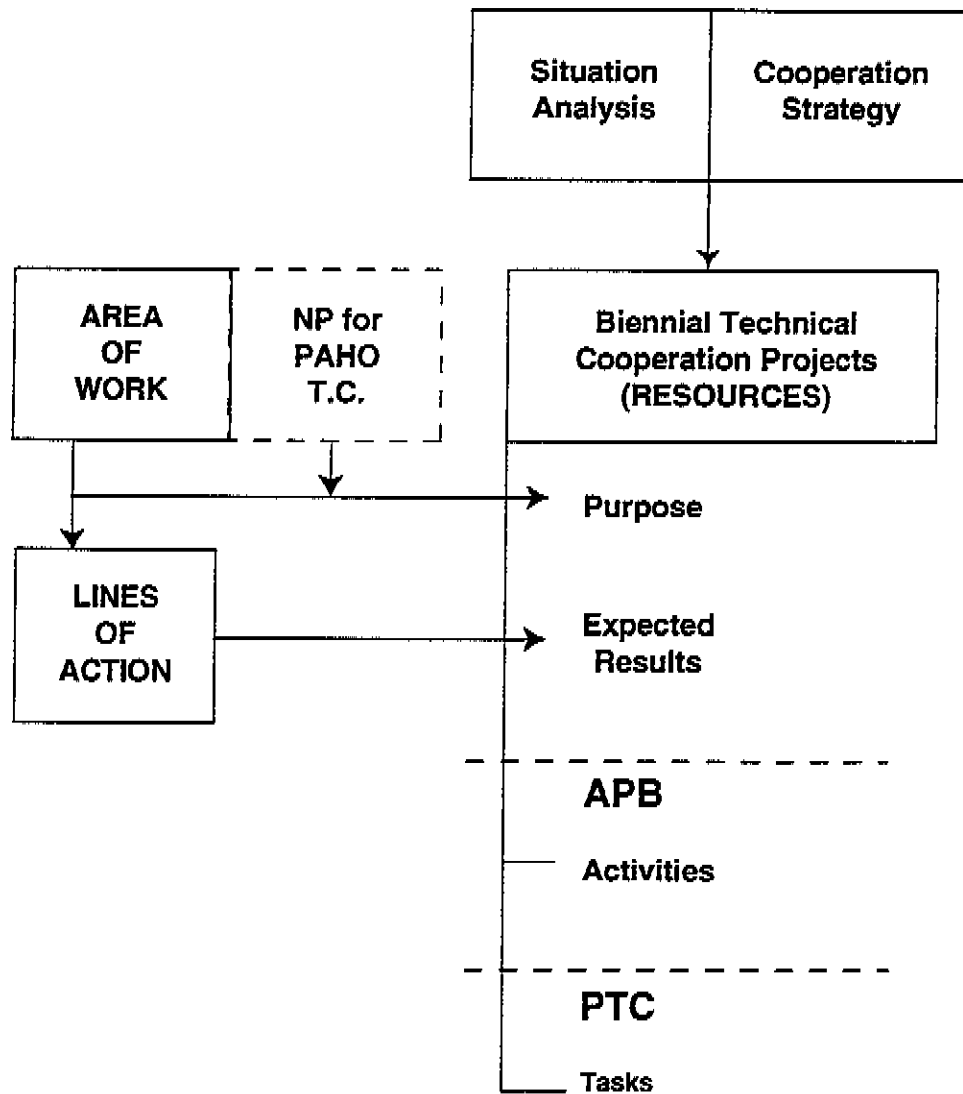 Situation
Analysis
Cooperation
Strategy
AREA
OF
WORK
NP for
PAHO
T.C.
Biennial Technical
Cooperation Projects
(RESOURCES)
Purpose
LINES
OF
ACTION
Expected
Results
APB
Activities
PTC
Tasks